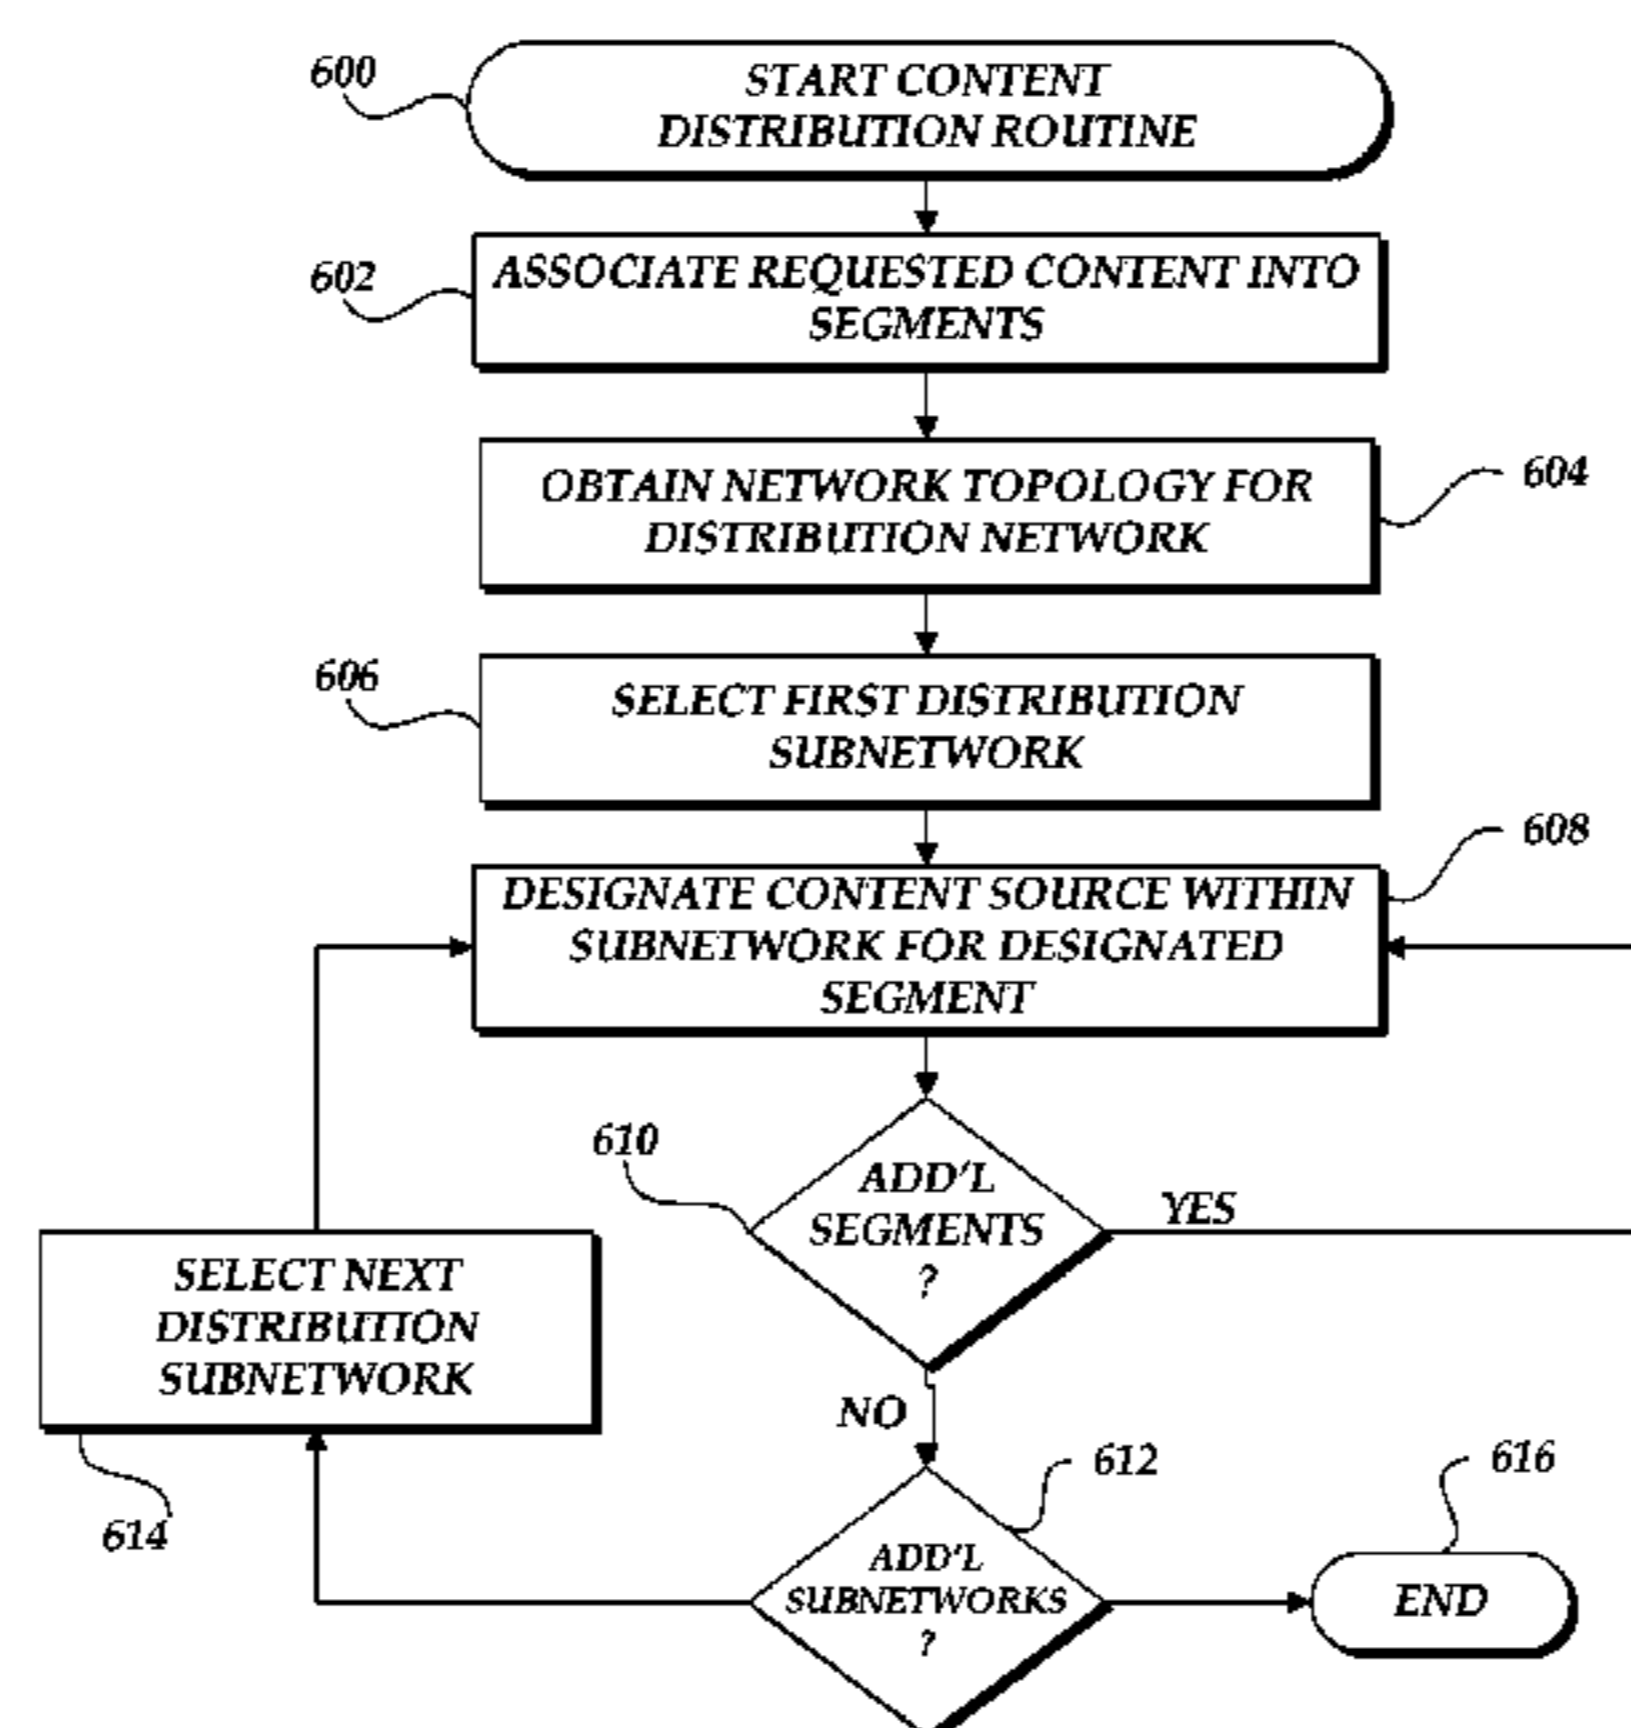 600
START CONTENT
DISTRIBUTION ROUTINE
602
ASSOCIATE REQUESTED CONTENT INTO
SEGMENTS
OBTAIN NETWORK TOPOLOGY FOR
DISTRIBUTION NETWORK
604
606
SELECT FIRST DISTRIBUTION
SUBNETWORK
608
DESIGNATE CONTENT SOURCE WITHIN
SUBNETWORK FOR DESIGNATED
SEGMENT
610
ADD'L
SEGMENTS
?
YES
SELECT NEXT
DISTRIBUTION
SUBNETWORK
614
NO
612
ADD'L
SUBNETWORKS
?
616
END